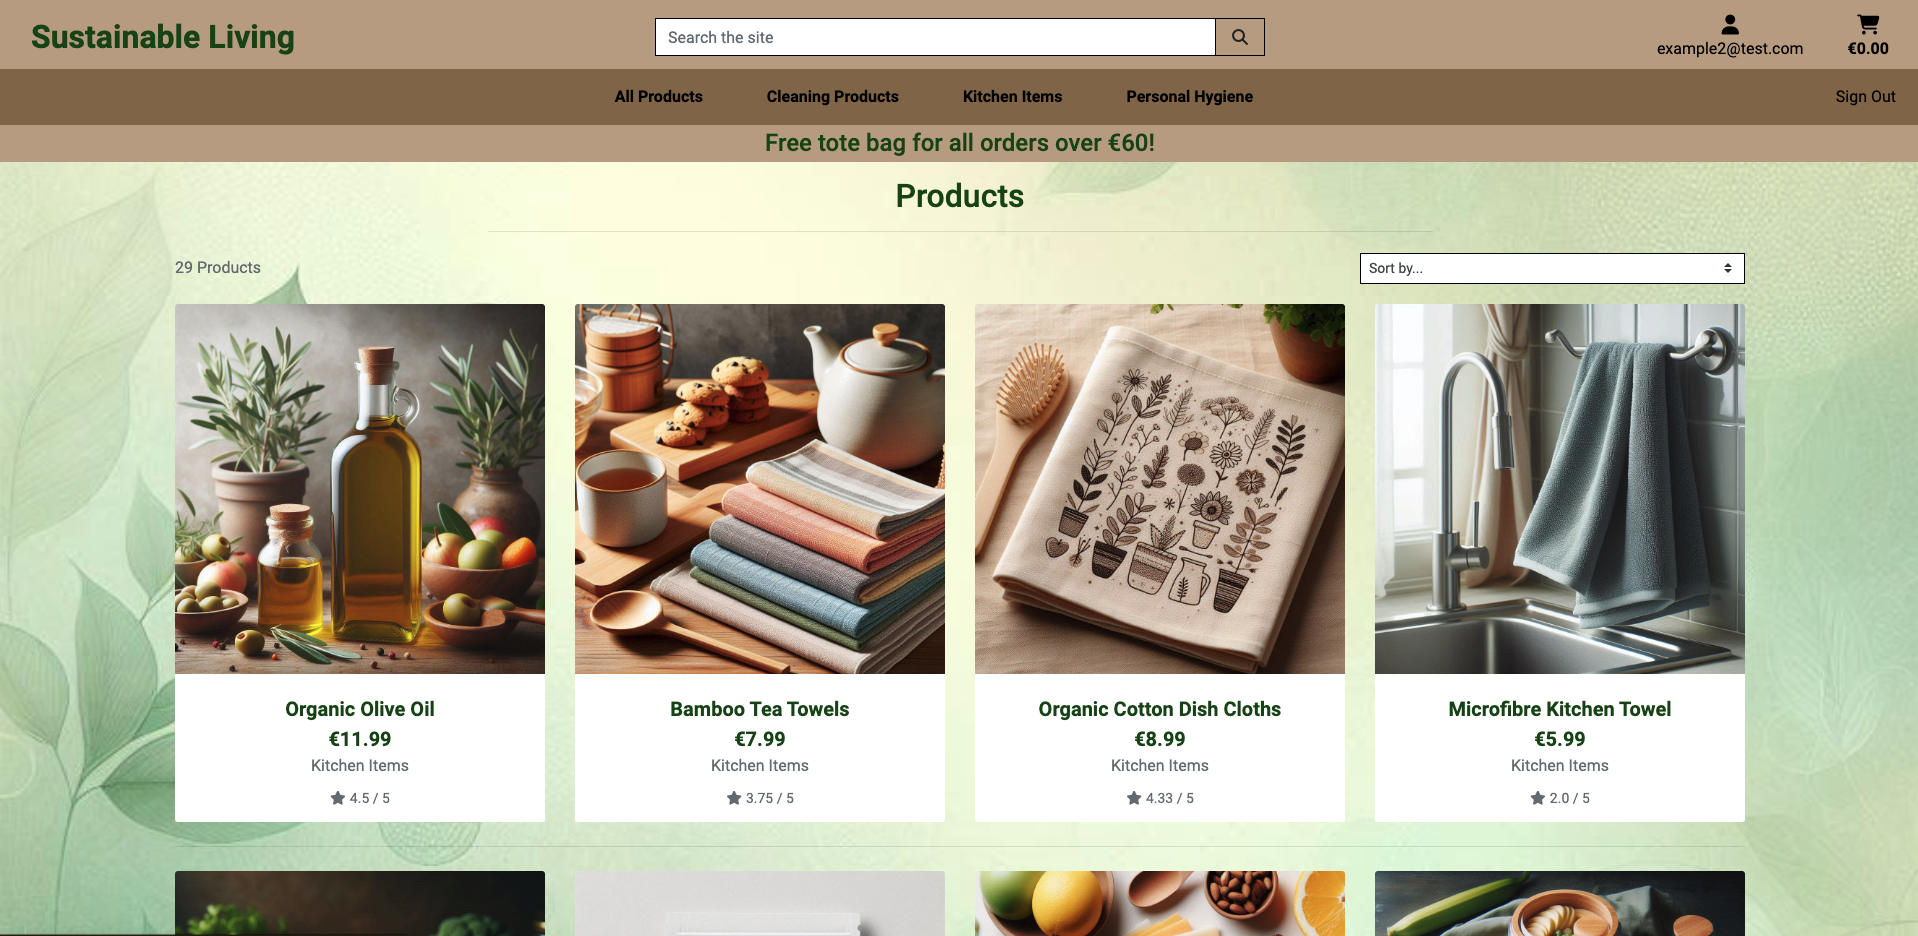 Sustainable Living
Search the site
example2@test.com
€0.00
All Products
Cleaning Products
Kitchen Items
Personal Hygiene
Sign Out
Free tote bag for all orders over €60!
Products
29 Products
Sort by...
Organic Olive Oil
€11.99
Kitchen Items
4.5 / 5
Bamboo Tea Towels
€7.99
Kitchen Items
3.75 / 5
Organic Cotton Dish Cloths
€8.99
Kitchen Items
4.33 / 5
Microfibre Kitchen Towel
€5.99
Kitchen Items
2.0 / 5